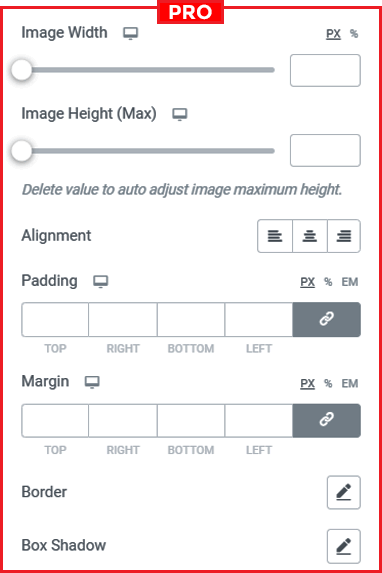 PRO
Image Width PX %
Image Height (Max)
Delete value to auto adjust image maximum height.
Alignment
Padding PX % EM
TOP RIGHT BOTTOM LEFT
Margin PX % EM
TOP RIGHT BOTTOM LEFT
Border
Box Shadow